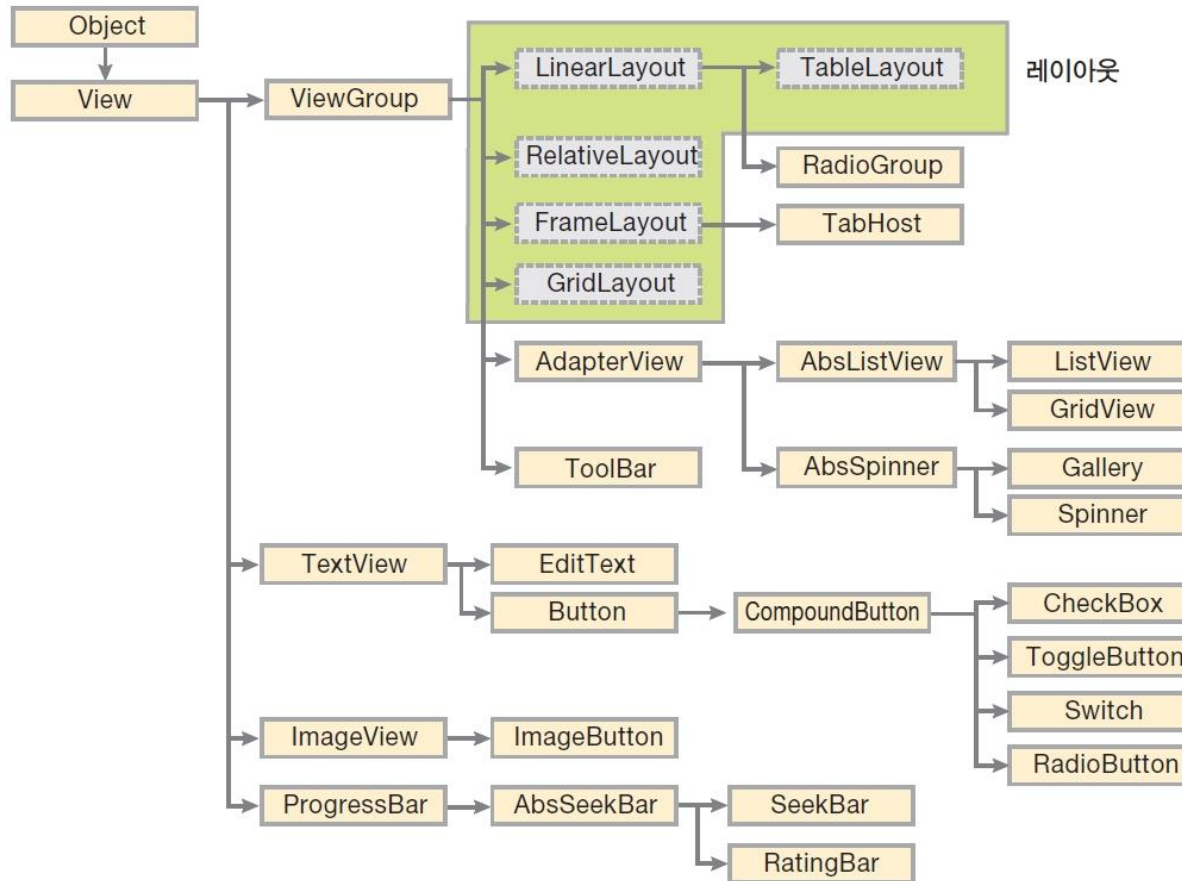 Object
View
ViewGroup
LinearLayout
TableLayout
레이아웃
RelativeLayout
RadioGroup
FrameLayout
TabHost
GridLayout
AdapterView
AbsListView
ListView
GridView
ToolBar
AbsSpinner
Gallery
Spinner
TextView
EditText
Button
CompoundButton
CheckBox
ToggleButton
Switch
RadioButton
ImageView
ImageButton
ProgressBar
AbsSeekBar
SeekBar
RatingBar